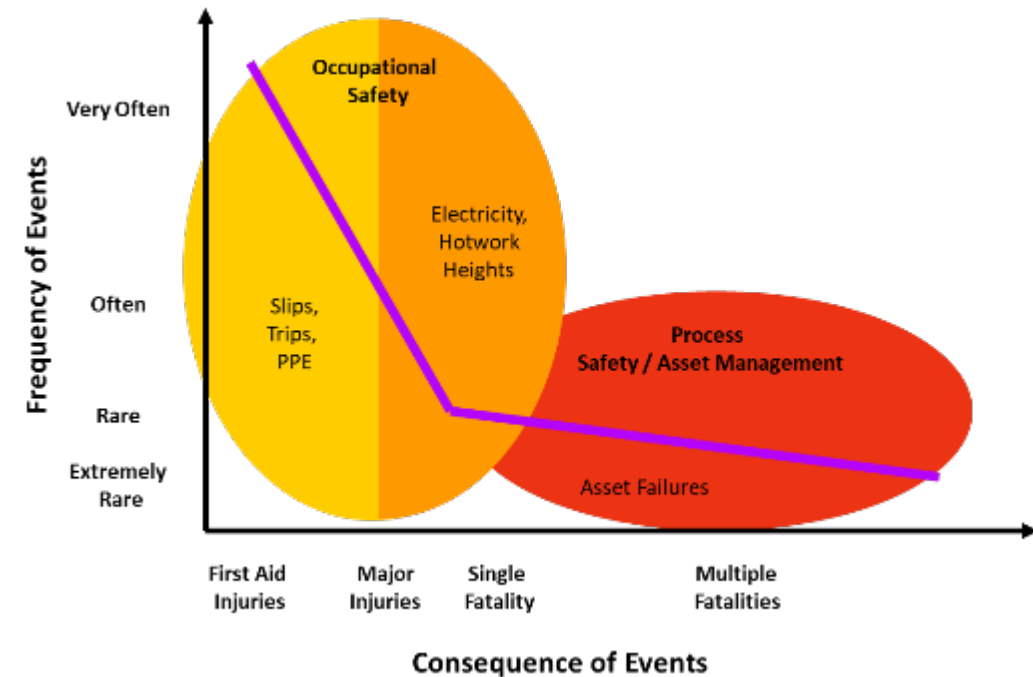 Frequency of Events
Very Often
Often
Rare
Extremely
Rare
Occupational
Safety
Electricity,
Hotwork
Heights
Slips,
Trips,
PPE
Process
Safety / Asset Management
Asset Failures
First Aid
Injuries
Major
Injuries
Single
Fatality
Multiple
Fatalities
Consequence of Events